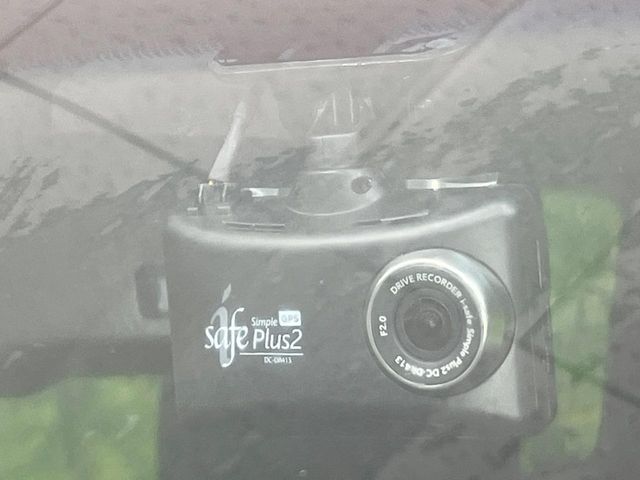 i safe Simple GPS
Plus2
DC-DR413
DRIVE RECORDER i-safe Simple Plus2 DC-DR413
F2.0